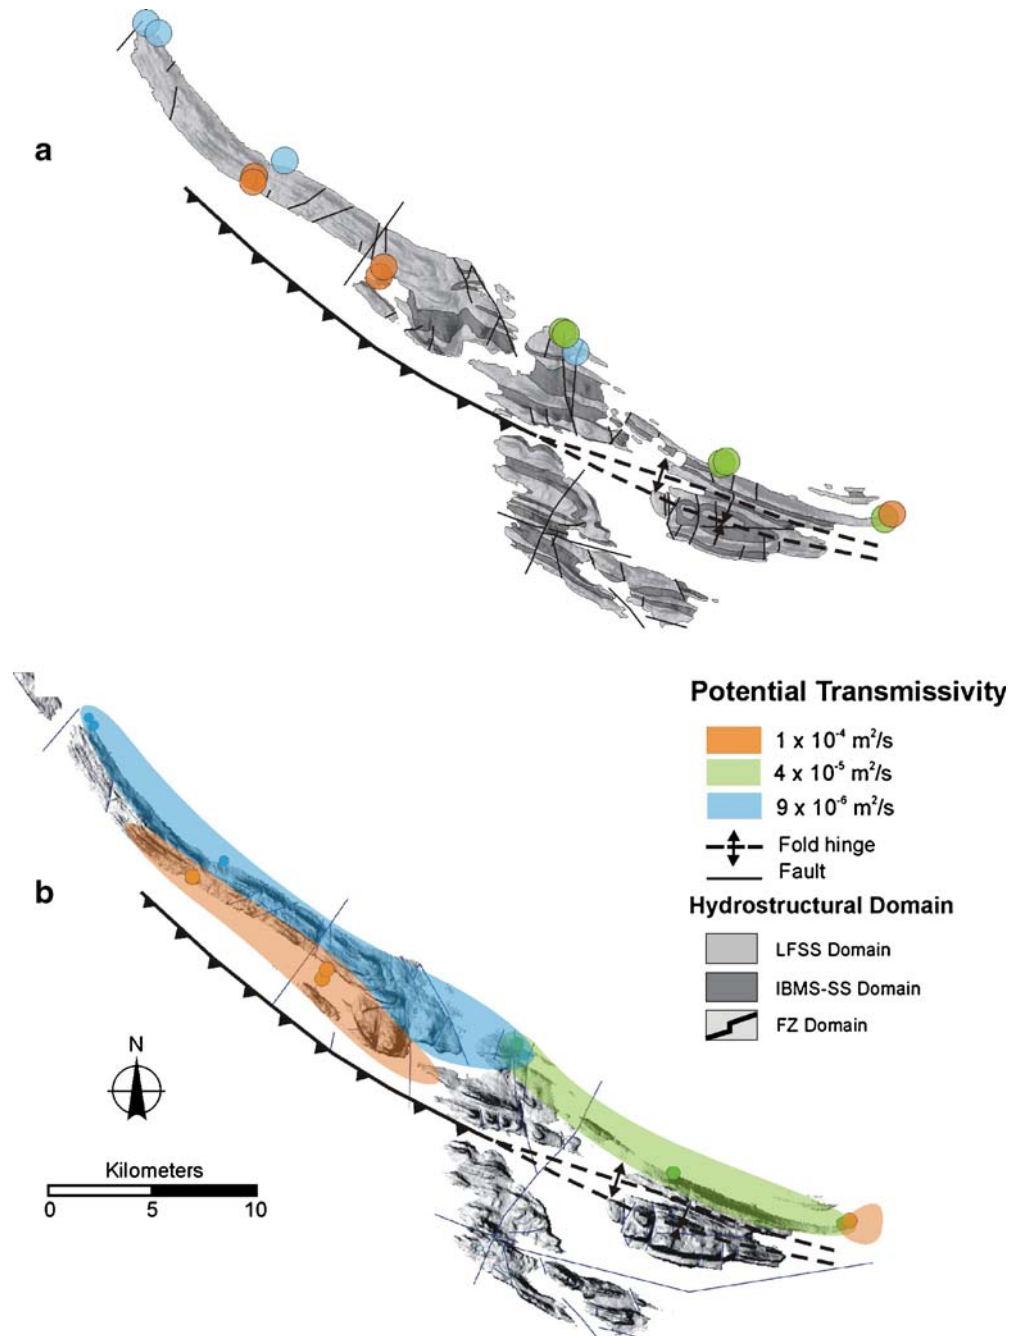 a
Potential Transmissivity
1 x 10⁻⁴ m²/s
4 x 10⁻⁵ m²/s
9 x 10⁻⁶ m²/s
Fold hinge
Fault
b
Hydrostructural Domain
LFSS Domain
IBMS-SS Domain
FZ Domain
N
Kilometers
0 5 10